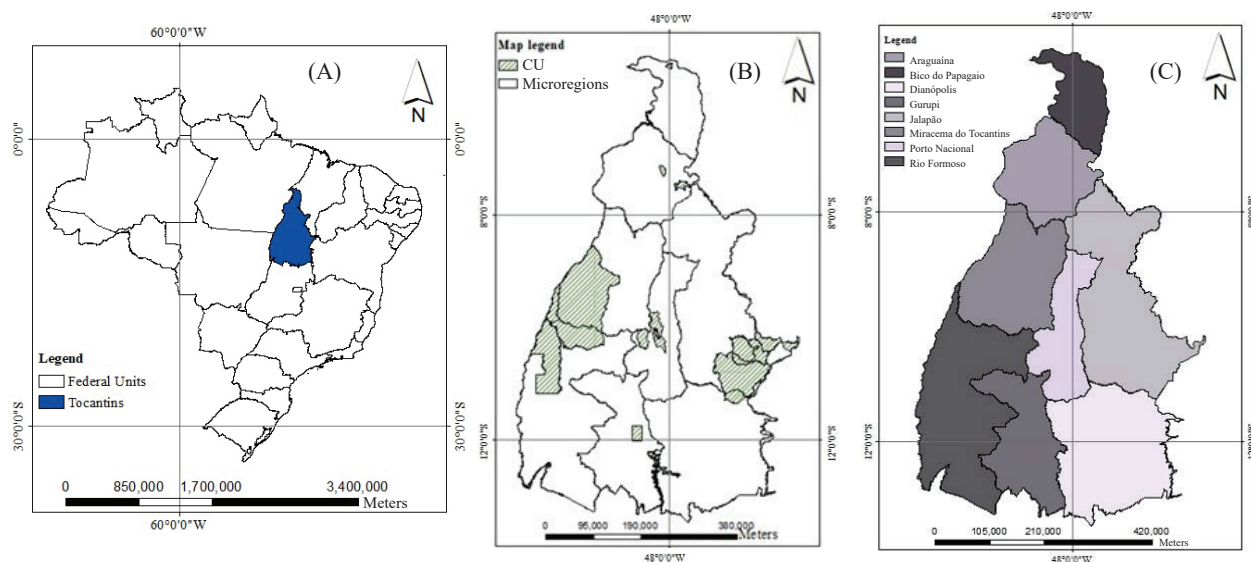 60°0'0"W
(A)
N
0°0'0"
0°0'0"
30°0'0"S
30°0'0"S
Legend
Federal Units
Tocantins
0 850,000 1,700,000 3,400,000
Meters
60°0'0"W
48°0'0"W
Map legend
CU
Microregions
(B)
N
8°0'0"S
12°0'0"S
0 95,000 190,000 380,000
Meters
48°0'0"W
48°0'0"W
Legend
Araguaína
Bico do Papagaio
Dianópolis
Gurupi
Jalapão
Miracema do Tocantins
Porto Nacional
Rio Formoso
(C)
N
8°0'0"S
8°0'0"S
12°0'0"S
12°0'0"S
0 105,000 210,000 420,000
Meters
48°0'0"W